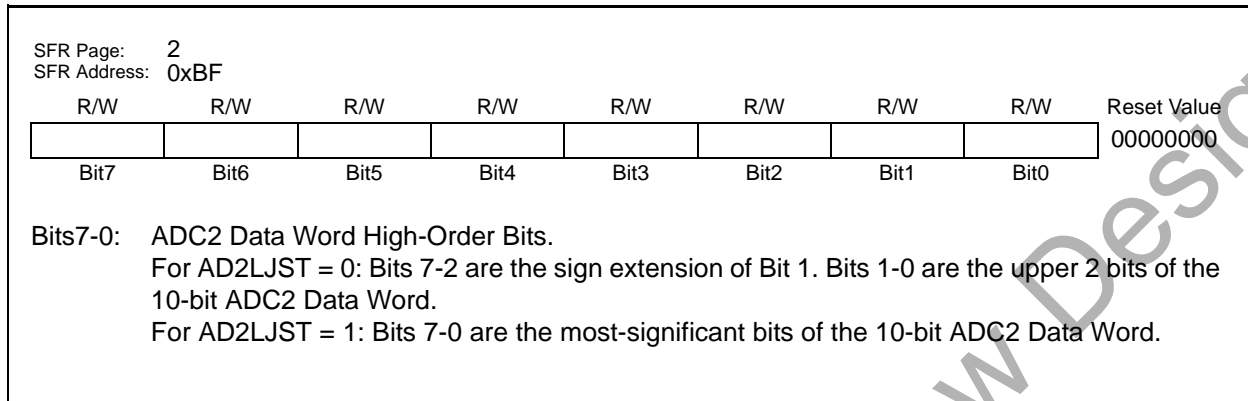 SFR Page: 2
SFR Address: 0xBF
R/W R/W R/W R/W R/W R/W R/W R/W Reset Value
00000000
Bit7 Bit6 Bit5 Bit4 Bit3 Bit2 Bit1 Bit0
Bits7-0: ADC2 Data Word High-Order Bits.
For AD2LJST = 0: Bits 7-2 are the sign extension of Bit 1. Bits 1-0 are the upper 2 bits of the
10-bit ADC2 Data Word.
For AD2LJST = 1: Bits 7-0 are the most-significant bits of the 10-bit ADC2 Data Word.